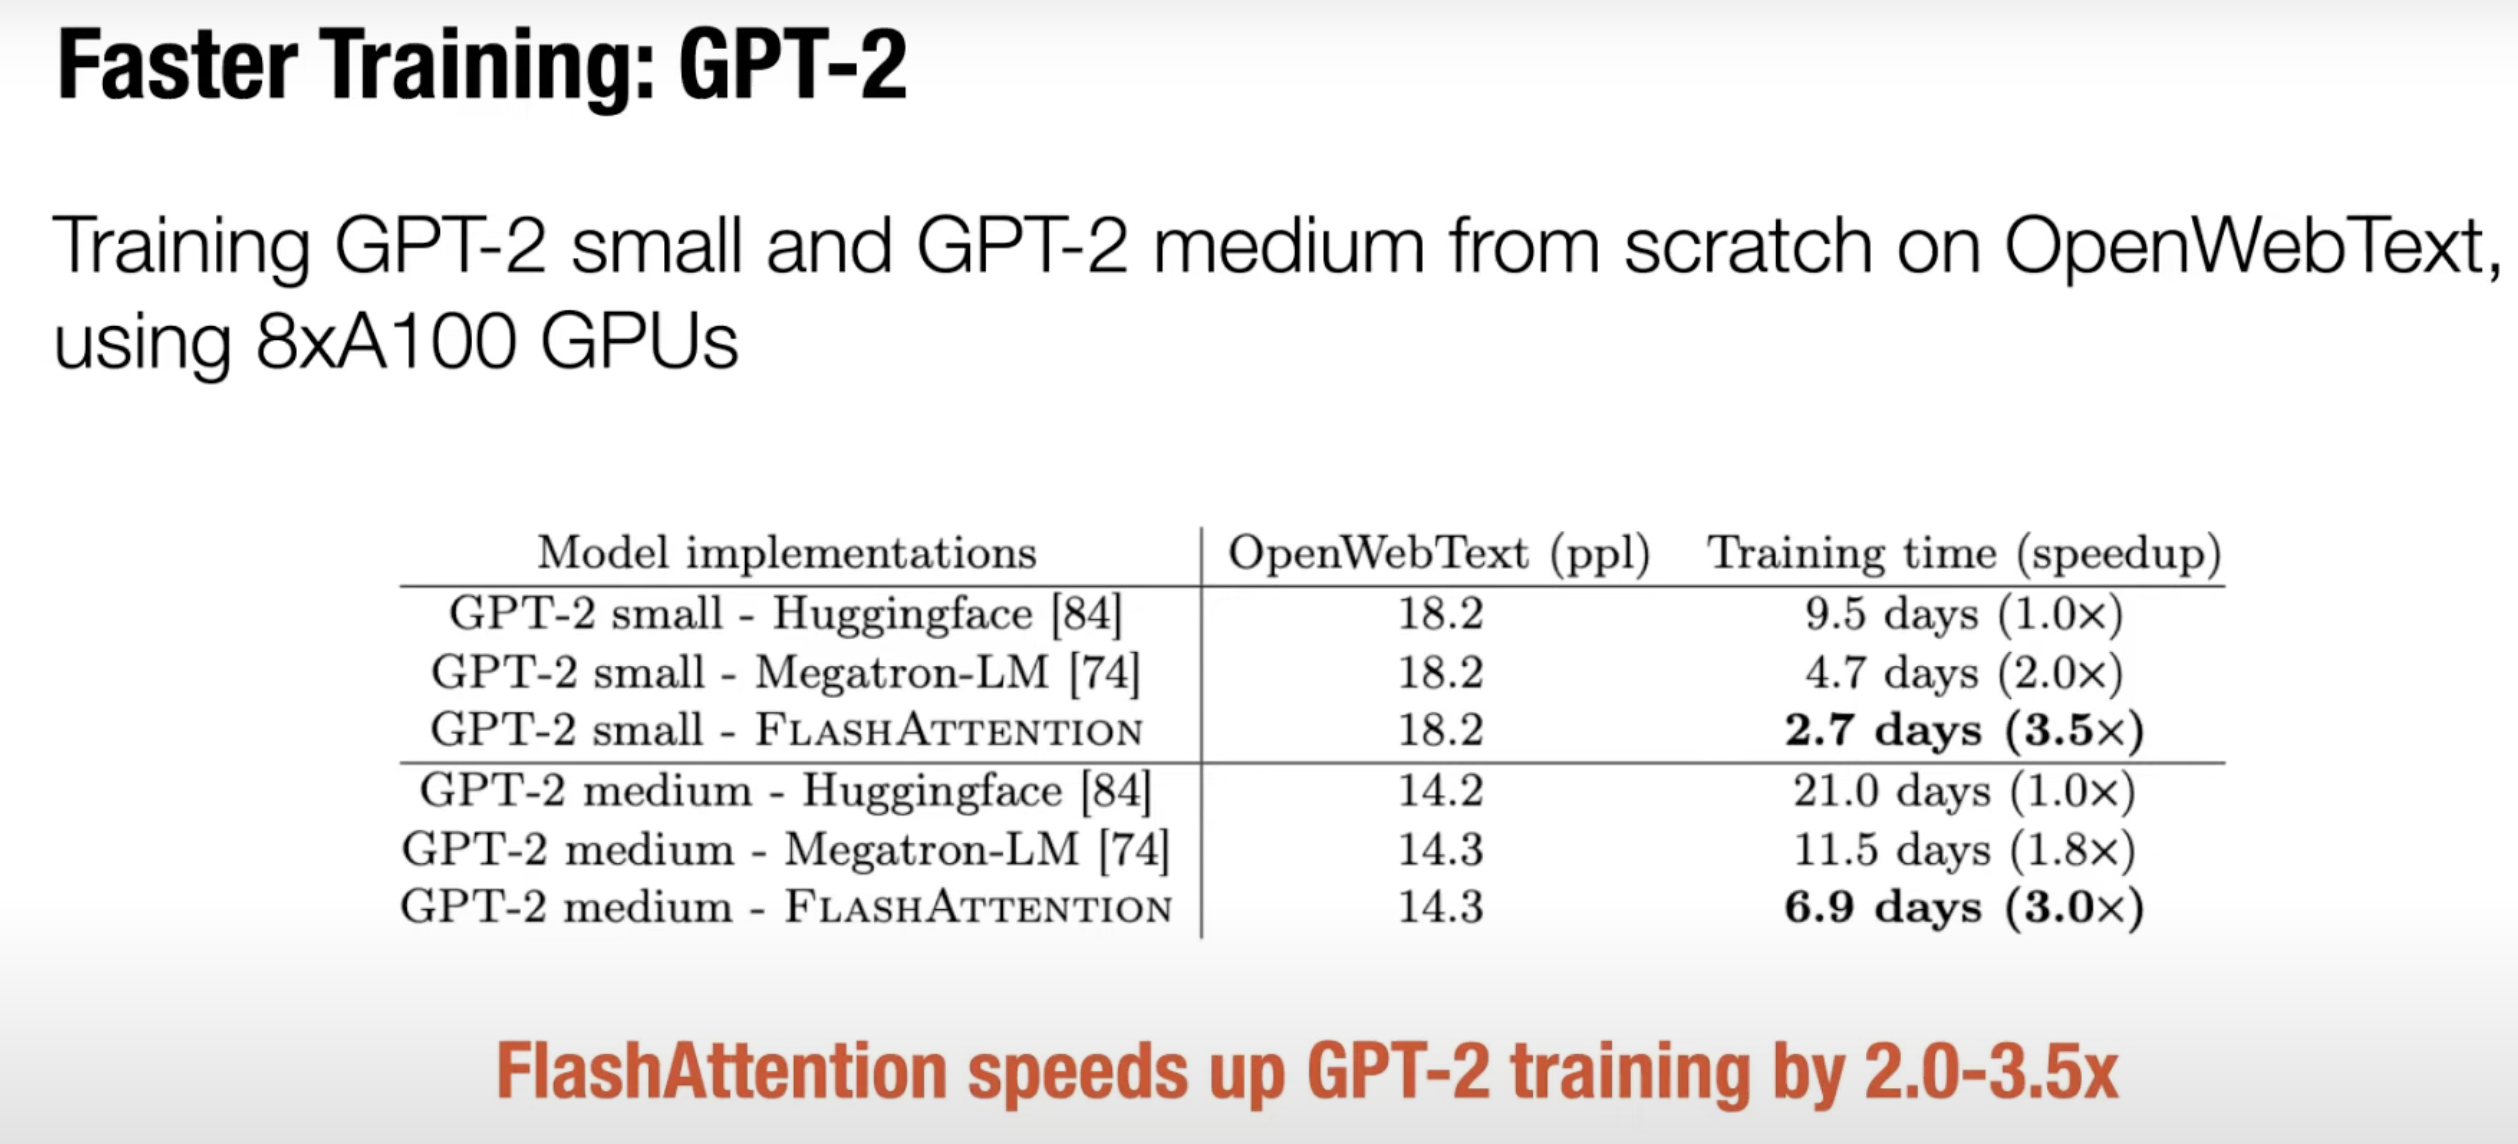 Faster Training: GPT-2
Training GPT-2 small and GPT-2 medium from scratch on OpenWebText,
using 8xA100 GPUs
Model implementations OpenWebText (ppl) Training time (speedup)
GPT-2 small - Huggingface [84] 18.2 9.5 days (1.0×)
GPT-2 small - Megatron-LM [74] 18.2 4.7 days (2.0×)
GPT-2 small - FLASHATTENTION 18.2 2.7 days (3.5×)
GPT-2 medium - Huggingface [84] 14.2 21.0 days (1.0×)
GPT-2 medium - Megatron-LM [74] 14.3 11.5 days (1.8×)
GPT-2 medium - FLASHATTENTION 14.3 6.9 days (3.0×)
FlashAttention speeds up GPT-2 training by 2.0-3.5x